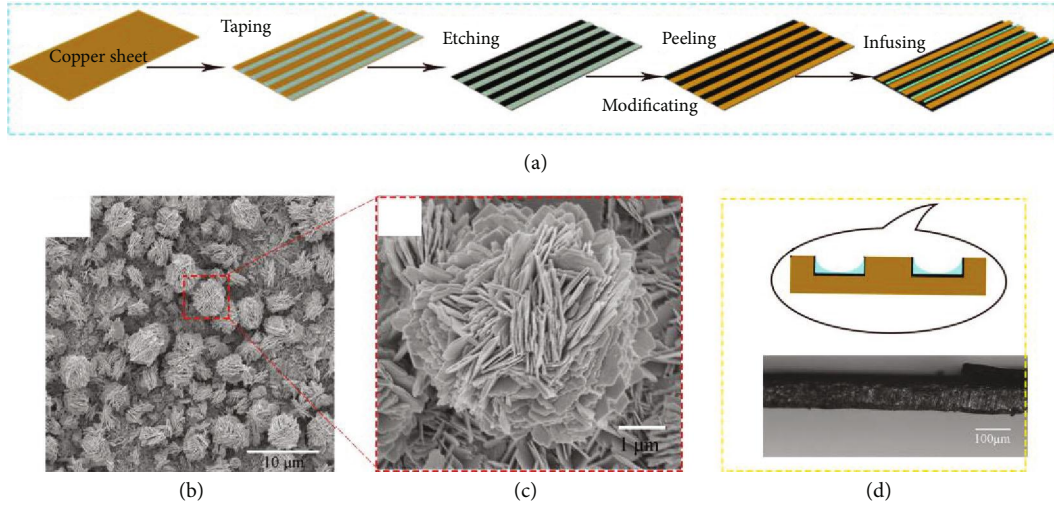 Copper sheet
Taping
Etching
Peeling
Modificating
Infusing
(a)
10 μm
1 μm
100μm
(b)
(c)
(d)